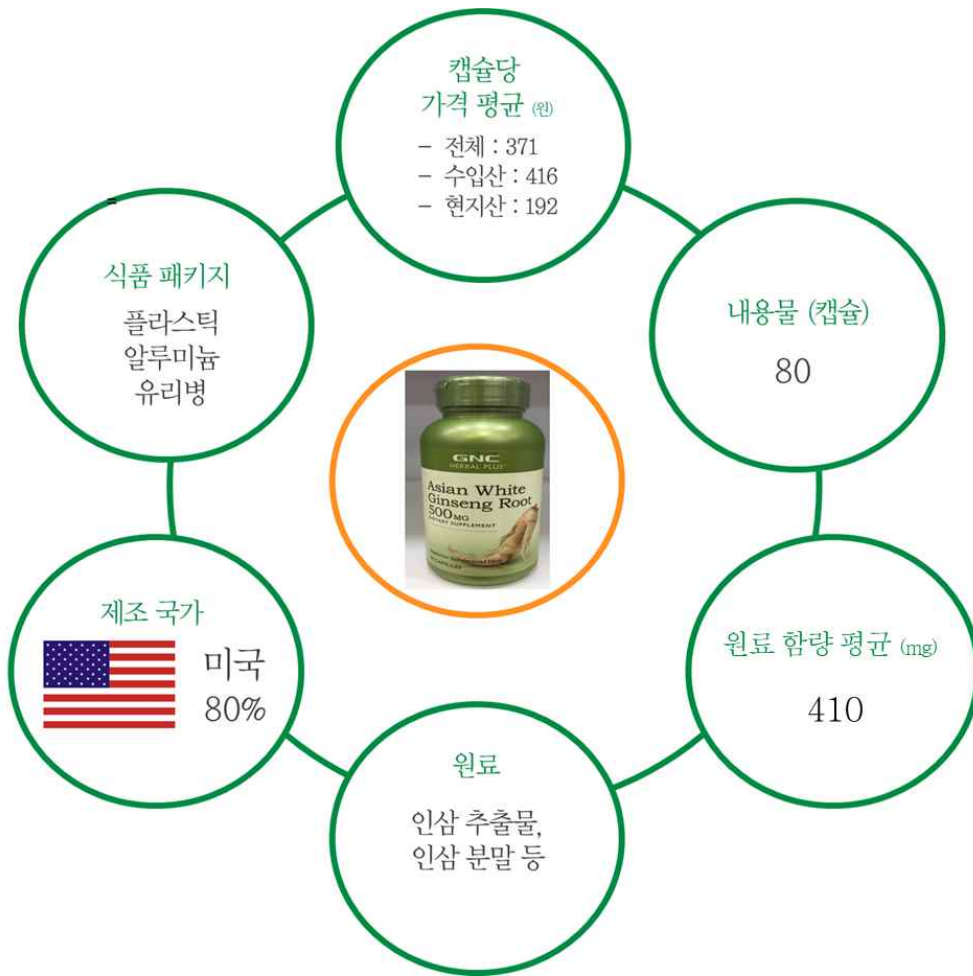 캡슐당
가격 평균 (원)
- 전체 : 371
- 수입산 : 416
- 현지산 : 192
식품 패키지
플라스틱
알루미늄
유리병
내용물 (캡슐)
80
GNC
HERBAL PLUS
Asian White
Ginseng Root
500 MG
DIETARY SUPPLEMENT
제조 국가
미국
80%
원료 함량 평균 (mg)
410
원료
인삼 추출물,
인삼 분말 등